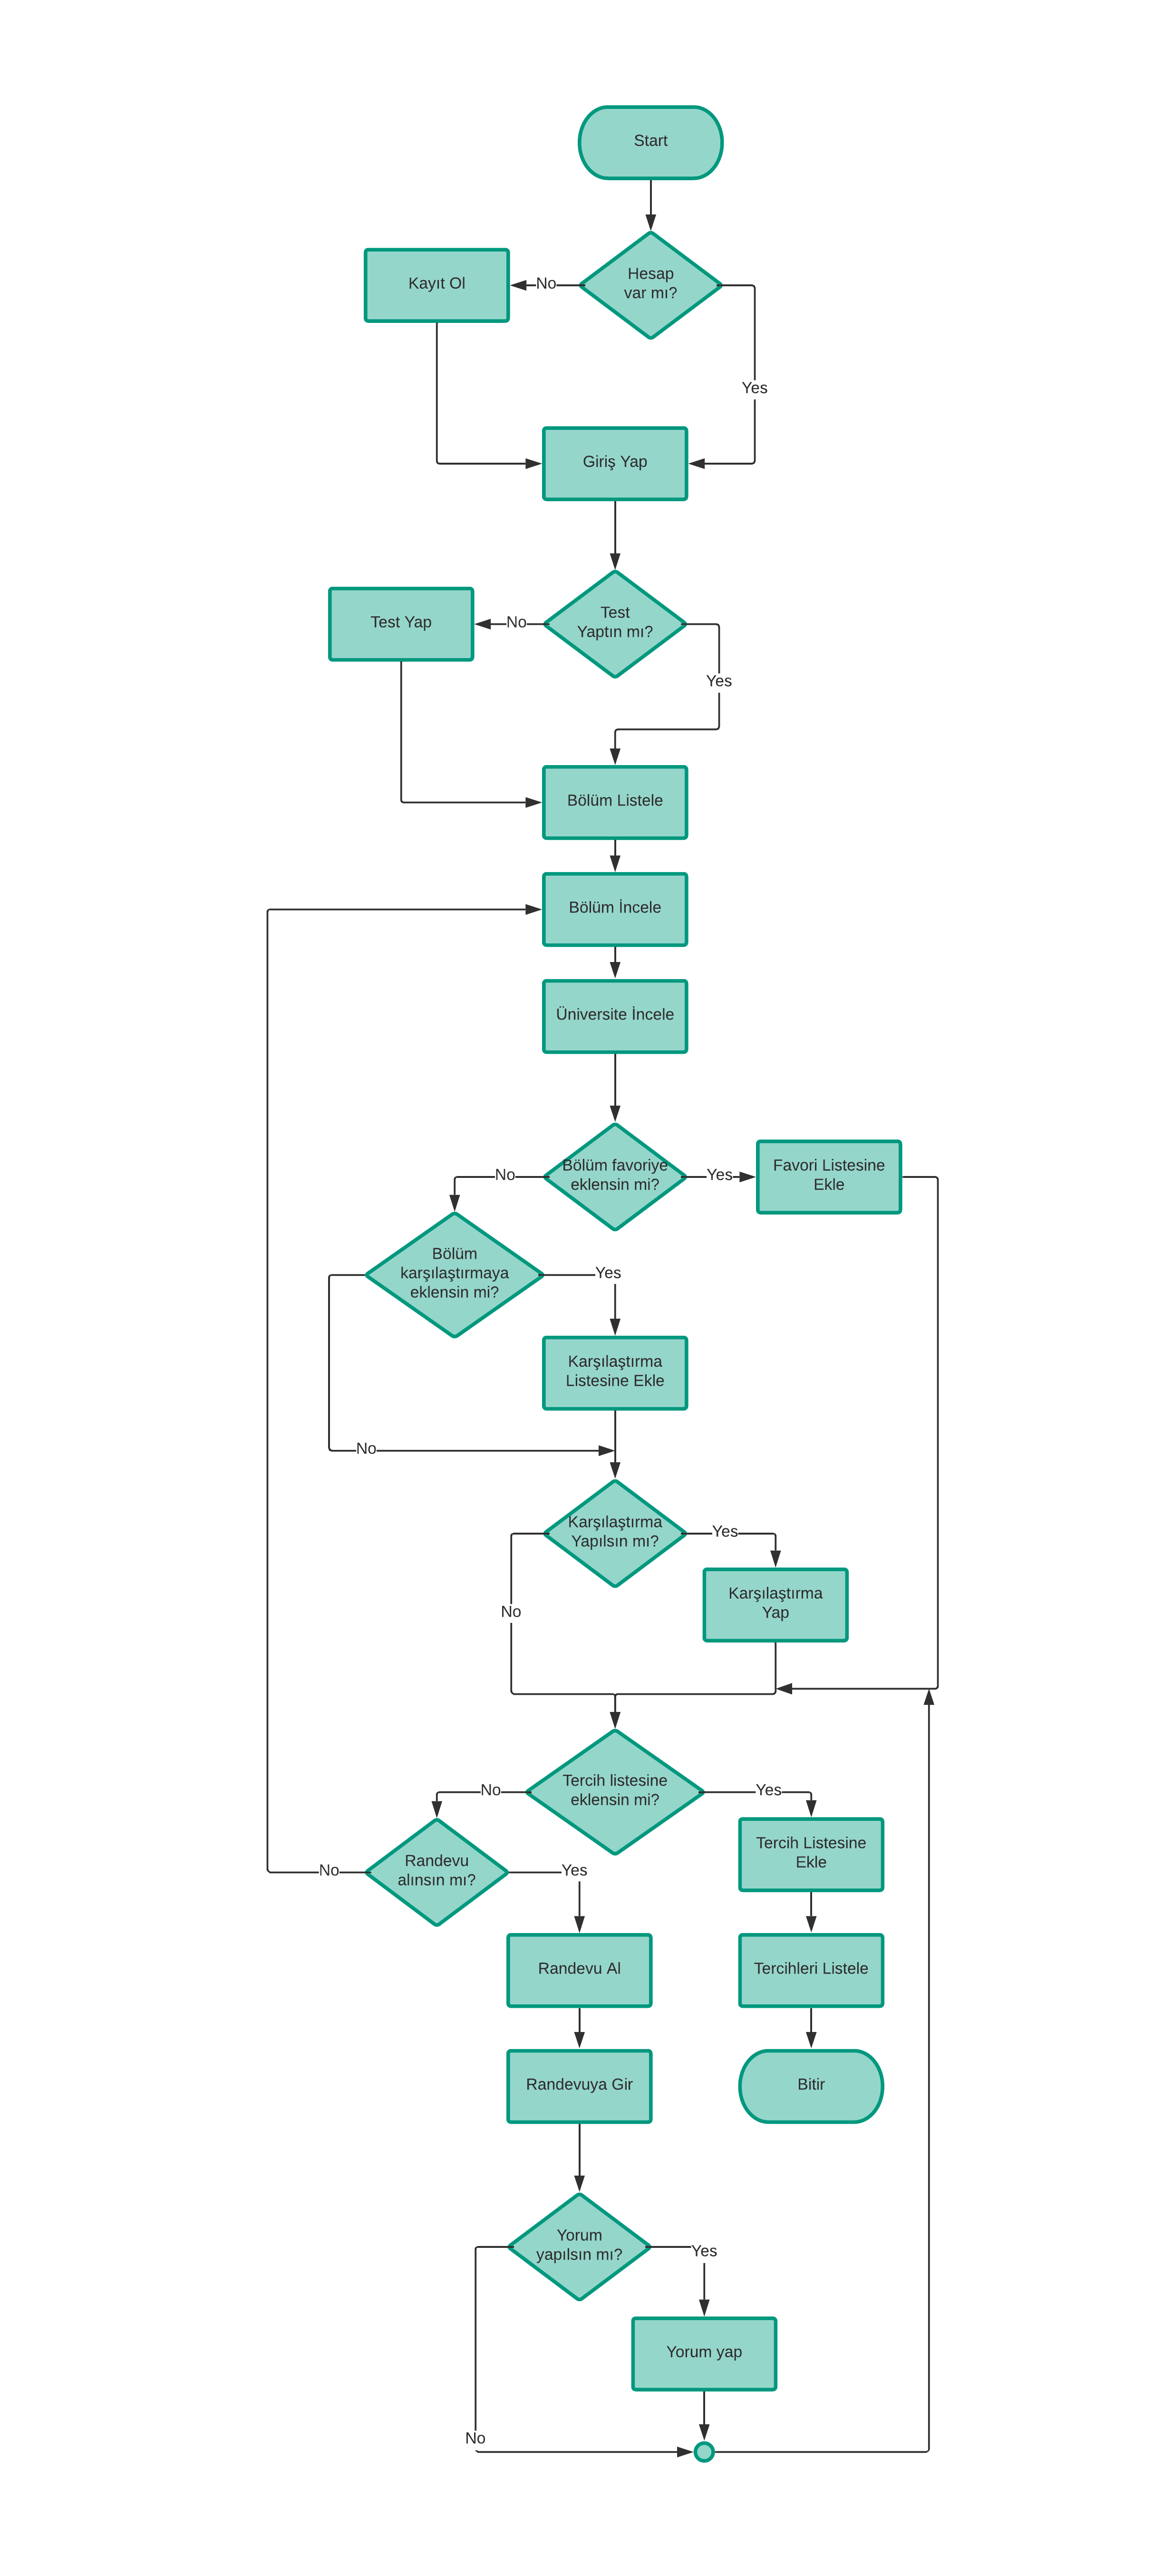 Start
Hesap
var mı?
No
Kayıt Ol
Yes
Giriş Yap
Test
Yaptın mı?
No
Test Yap
Yes
Bölüm Listele
Bölüm İncele
Üniversite İncele
Bölüm favoriye
eklensin mi?
No
Yes
Favori Listesine
Ekle
Bölüm
karşılaştırmaya
eklensin mi?
Yes
Karşılaştırma
Listesine Ekle
No
Karşılaştırma
Yapılsın mı?
Yes
Karşılaştırma
Yap
No
Tercih listesine
eklensin mi?
No
Yes
Tercih Listesine
Ekle
Randevu
alınsın mı?
No
Yes
Randevu Al
Tercihleri Listele
Randevuya Gir
Bitir
Yorum
yapılsın mı?
Yes
Yorum yap
No